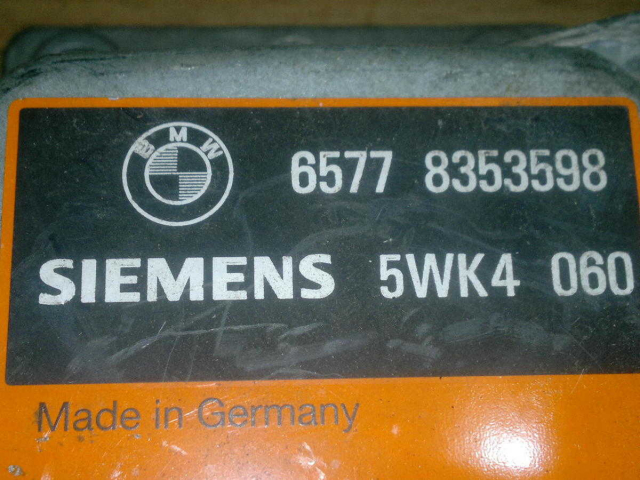 BMW
6577 8353598
SIEMENS 5WK4 060
Made in Germany